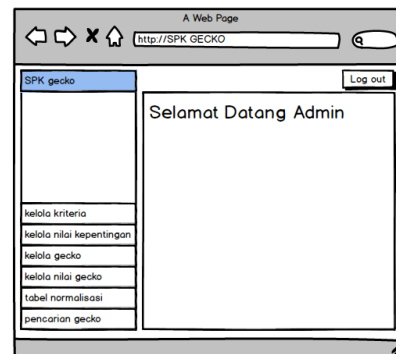 A Web Page
http://SPK GECKO
SPK gecko
Log out
Selamat Datang Admin
kelola kriteria
kelola nilai kepentingan
kelola gecko
kelola nilai gecko
tabel normalisasi
pencarian gecko